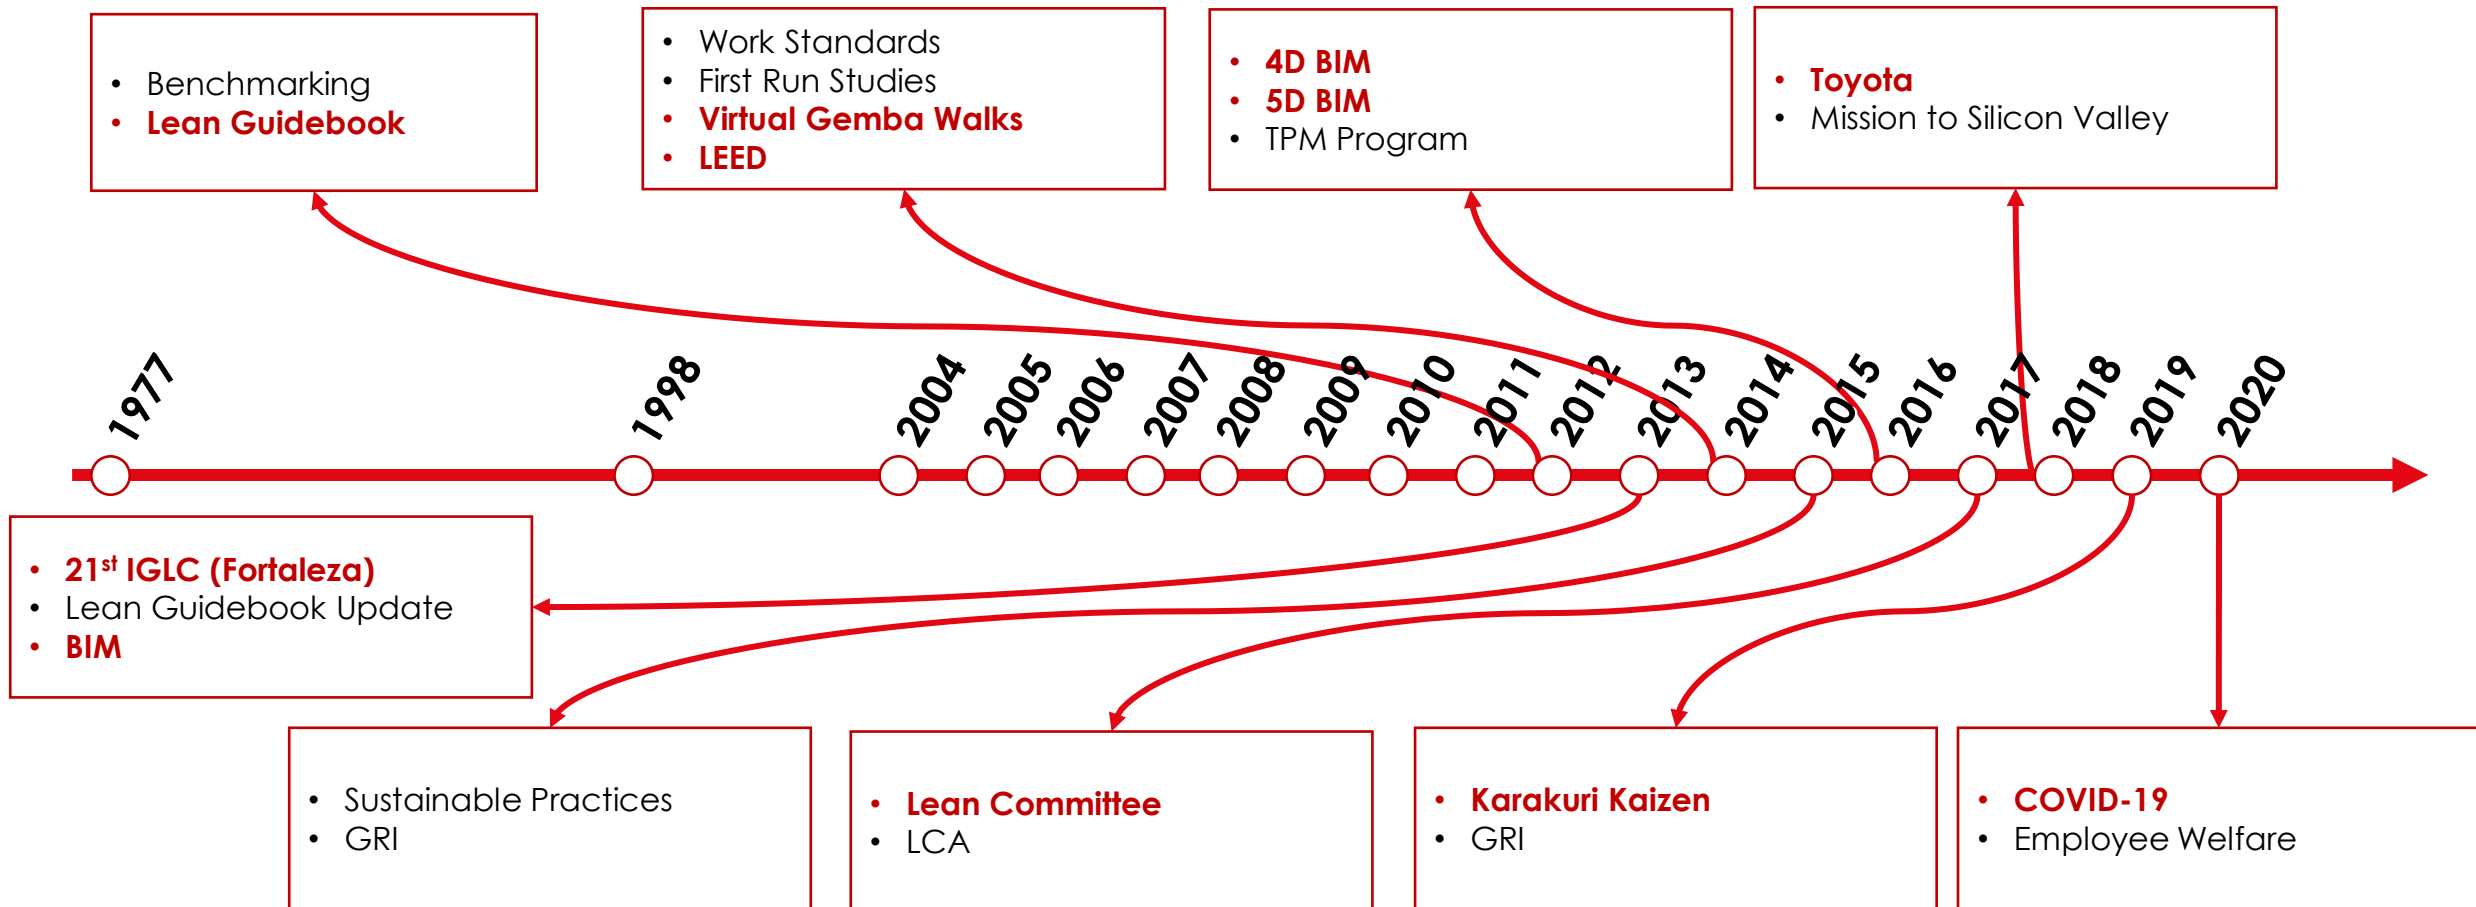 • Benchmarking
• Lean Guidebook
• Work Standards
• First Run Studies
• Virtual Gemba Walks
• LEED
• 4D BIM
• 5D BIM
• TPM Program
• Toyota
• Mission to Silicon Valley
1977
1998
2004
2005
2006
2007
2008
2009
2010
2011
2012
2013
2014
2015
2016
2017
2018
2019
2020
• 21st IGLC (Fortaleza)
• Lean Guidebook Update
• BIM
• Sustainable Practices
• GRI
• Lean Committee
• LCA
• Karakuri Kaizen
• GRI
• COVID-19
• Employee Welfare